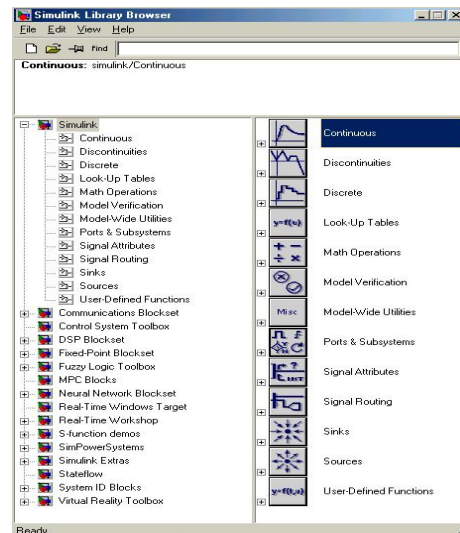 Simulink Library Browser
File Edit View Help
Find
Continuous: simulink/Continuous
Simulink
Continuous
Discontinuities
Discrete
Look-Up Tables
Math Operations
Model Verification
Model-Wide Utilities
Ports & Subsystems
Signal Attributes
Signal Routing
Sinks
Sources
User-Defined Functions
Communications Blockset
Control System Toolbox
DSP Blockset
Fixed-Point Blockset
Fuzzy Logic Toolbox
MPC Blocks
Neural Network Blockset
Real-Time Windows Target
Real-Time Workshop
S-function demos
SimPowerSystems
Simulink Extras
Stateflow
System ID Blocks
Virtual Reality Toolbox
Continuous
Discontinuities
Discrete
y=f(u) Look-Up Tables
+ − ÷ × Math Operations
Model Verification
Misc Model-Wide Utilities
Ports & Subsystems
Signal Attributes
Signal Routing
Sinks
Sources
y=f(t,u) User-Defined Functions
Ready